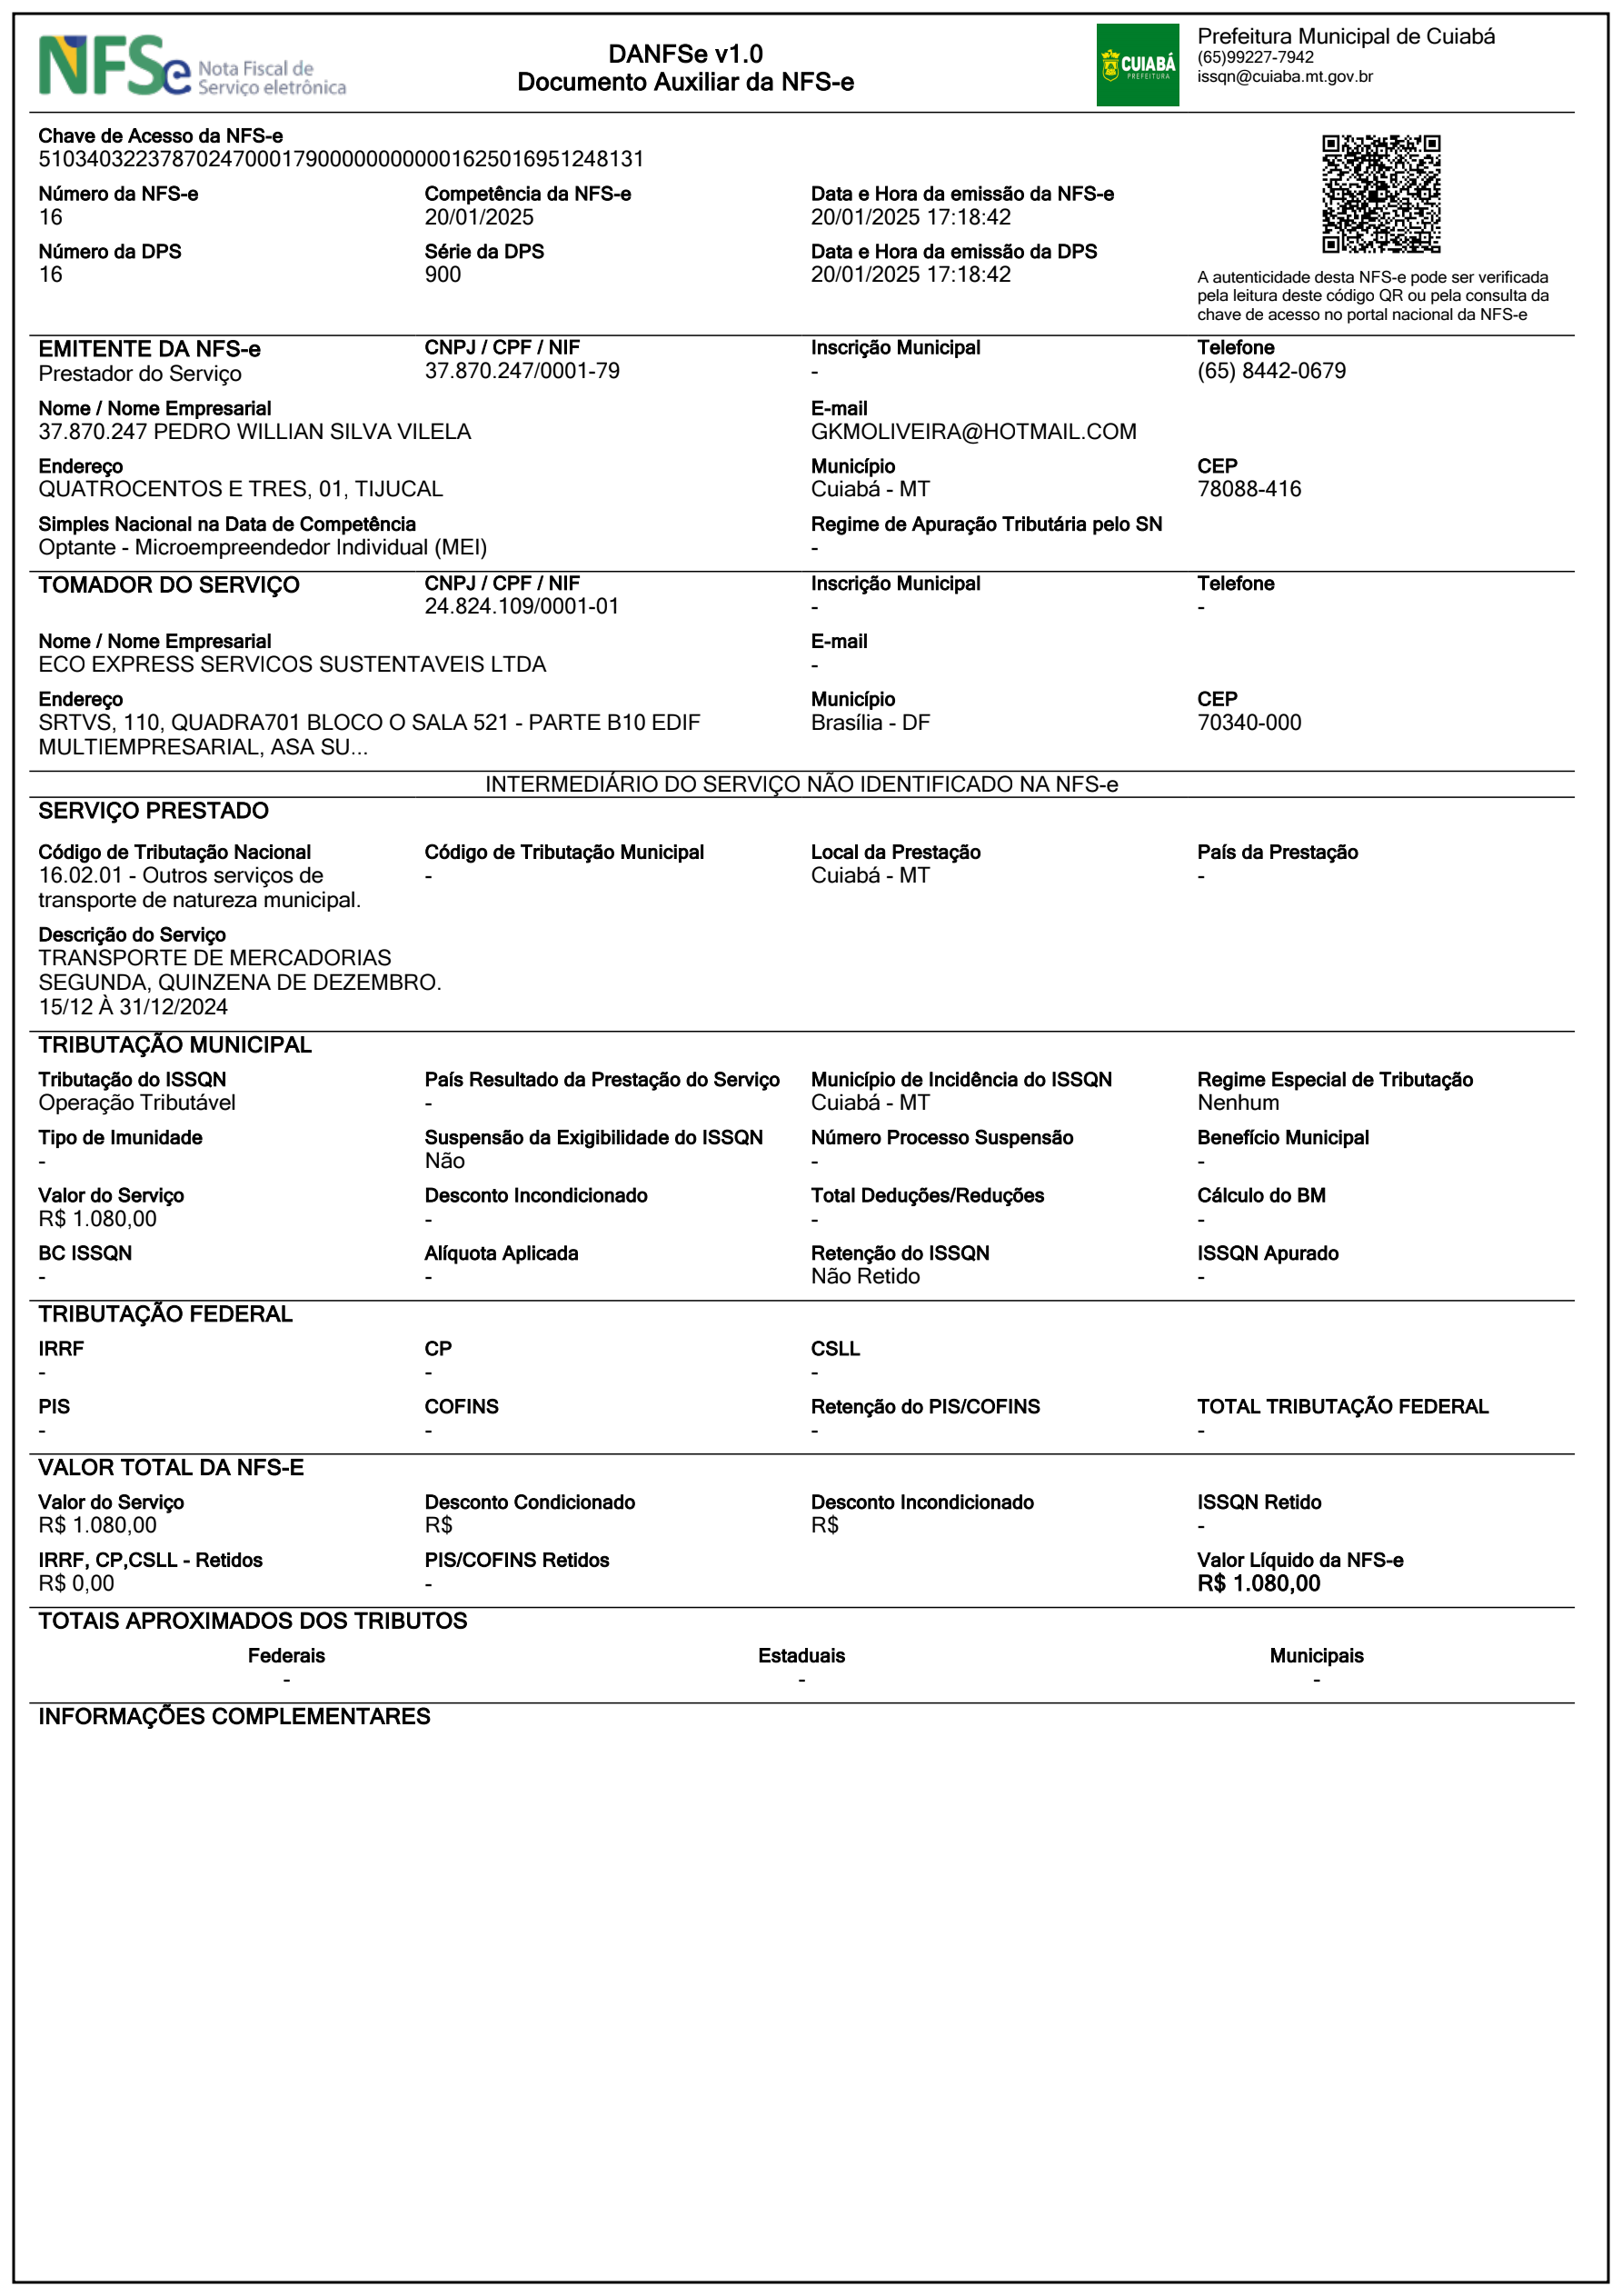 NFSe Nota Fiscal de
Serviço eletrônica
DANFSe v1.0
Documento Auxiliar da NFS-e
CUIABÁ
PREFEITURA
Prefeitura Municipal de Cuiabá
(65)99227-7942
issqn@cuiaba.mt.gov.br
Chave de Acesso da NFS-e
51034032237870247000179000000000001625016951248131
Número da NFS-e
16
Competência da NFS-e
20/01/2025
Data e Hora da emissão da NFS-e
20/01/2025 17:18:42
Número da DPS
16
Série da DPS
900
Data e Hora da emissão da DPS
20/01/2025 17:18:42
A autenticidade desta NFS-e pode ser verificada
pela leitura deste código QR ou pela consulta da
chave de acesso no portal nacional da NFS-e
EMITENTE DA NFS-e
Prestador do Serviço
CNPJ / CPF / NIF
37.870.247/0001-79
Inscrição Municipal
-
Telefone
(65) 8442-0679
Nome / Nome Empresarial
37.870.247 PEDRO WILLIAN SILVA VILELA
E-mail
GKMOLIVEIRA@HOTMAIL.COM
Endereço
QUATROCENTOS E TRES, 01, TIJUCAL
Município
Cuiabá - MT
CEP
78088-416
Simples Nacional na Data de Competência
Optante - Microempreendedor Individual (MEI)
Regime de Apuração Tributária pelo SN
-
TOMADOR DO SERVIÇO
CNPJ / CPF / NIF
24.824.109/0001-01
Inscrição Municipal
-
Telefone
-
Nome / Nome Empresarial
ECO EXPRESS SERVICOS SUSTENTAVEIS LTDA
E-mail
-
Endereço
SRTVS, 110, QUADRA701 BLOCO O SALA 521 - PARTE B10 EDIF
MULTIEMPRESARIAL, ASA SU...
Município
Brasília - DF
CEP
70340-000
INTERMEDIÁRIO DO SERVIÇO NÃO IDENTIFICADO NA NFS-e
SERVIÇO PRESTADO
Código de Tributação Nacional
16.02.01 - Outros serviços de
transporte de natureza municipal.
Código de Tributação Municipal
-
Local da Prestação
Cuiabá - MT
País da Prestação
-
Descrição do Serviço
TRANSPORTE DE MERCADORIAS
SEGUNDA, QUINZENA DE DEZEMBRO.
15/12 À 31/12/2024
TRIBUTAÇÃO MUNICIPAL
Tributação do ISSQN
Operação Tributável
País Resultado da Prestação do Serviço
-
Município de Incidência do ISSQN
Cuiabá - MT
Regime Especial de Tributação
Nenhum
Tipo de Imunidade
-
Suspensão da Exigibilidade do ISSQN
Não
Número Processo Suspensão
-
Benefício Municipal
-
Valor do Serviço
R$ 1.080,00
Desconto Incondicionado
-
Total Deduções/Reduções
-
Cálculo do BM
-
BC ISSQN
-
Alíquota Aplicada
-
Retenção do ISSQN
Não Retido
ISSQN Apurado
-
TRIBUTAÇÃO FEDERAL
IRRF
-
CP
-
CSLL
-
PIS
-
COFINS
-
Retenção do PIS/COFINS
-
TOTAL TRIBUTAÇÃO FEDERAL
-
VALOR TOTAL DA NFS-E
Valor do Serviço
R$ 1.080,00
Desconto Condicionado
R$
Desconto Incondicionado
R$
ISSQN Retido
-
IRRF, CP,CSLL - Retidos
R$ 0,00
PIS/COFINS Retidos
-
Valor Líquido da NFS-e
R$ 1.080,00
TOTAIS APROXIMADOS DOS TRIBUTOS
Federais
-
Estaduais
-
Municipais
-
INFORMAÇÕES COMPLEMENTARES